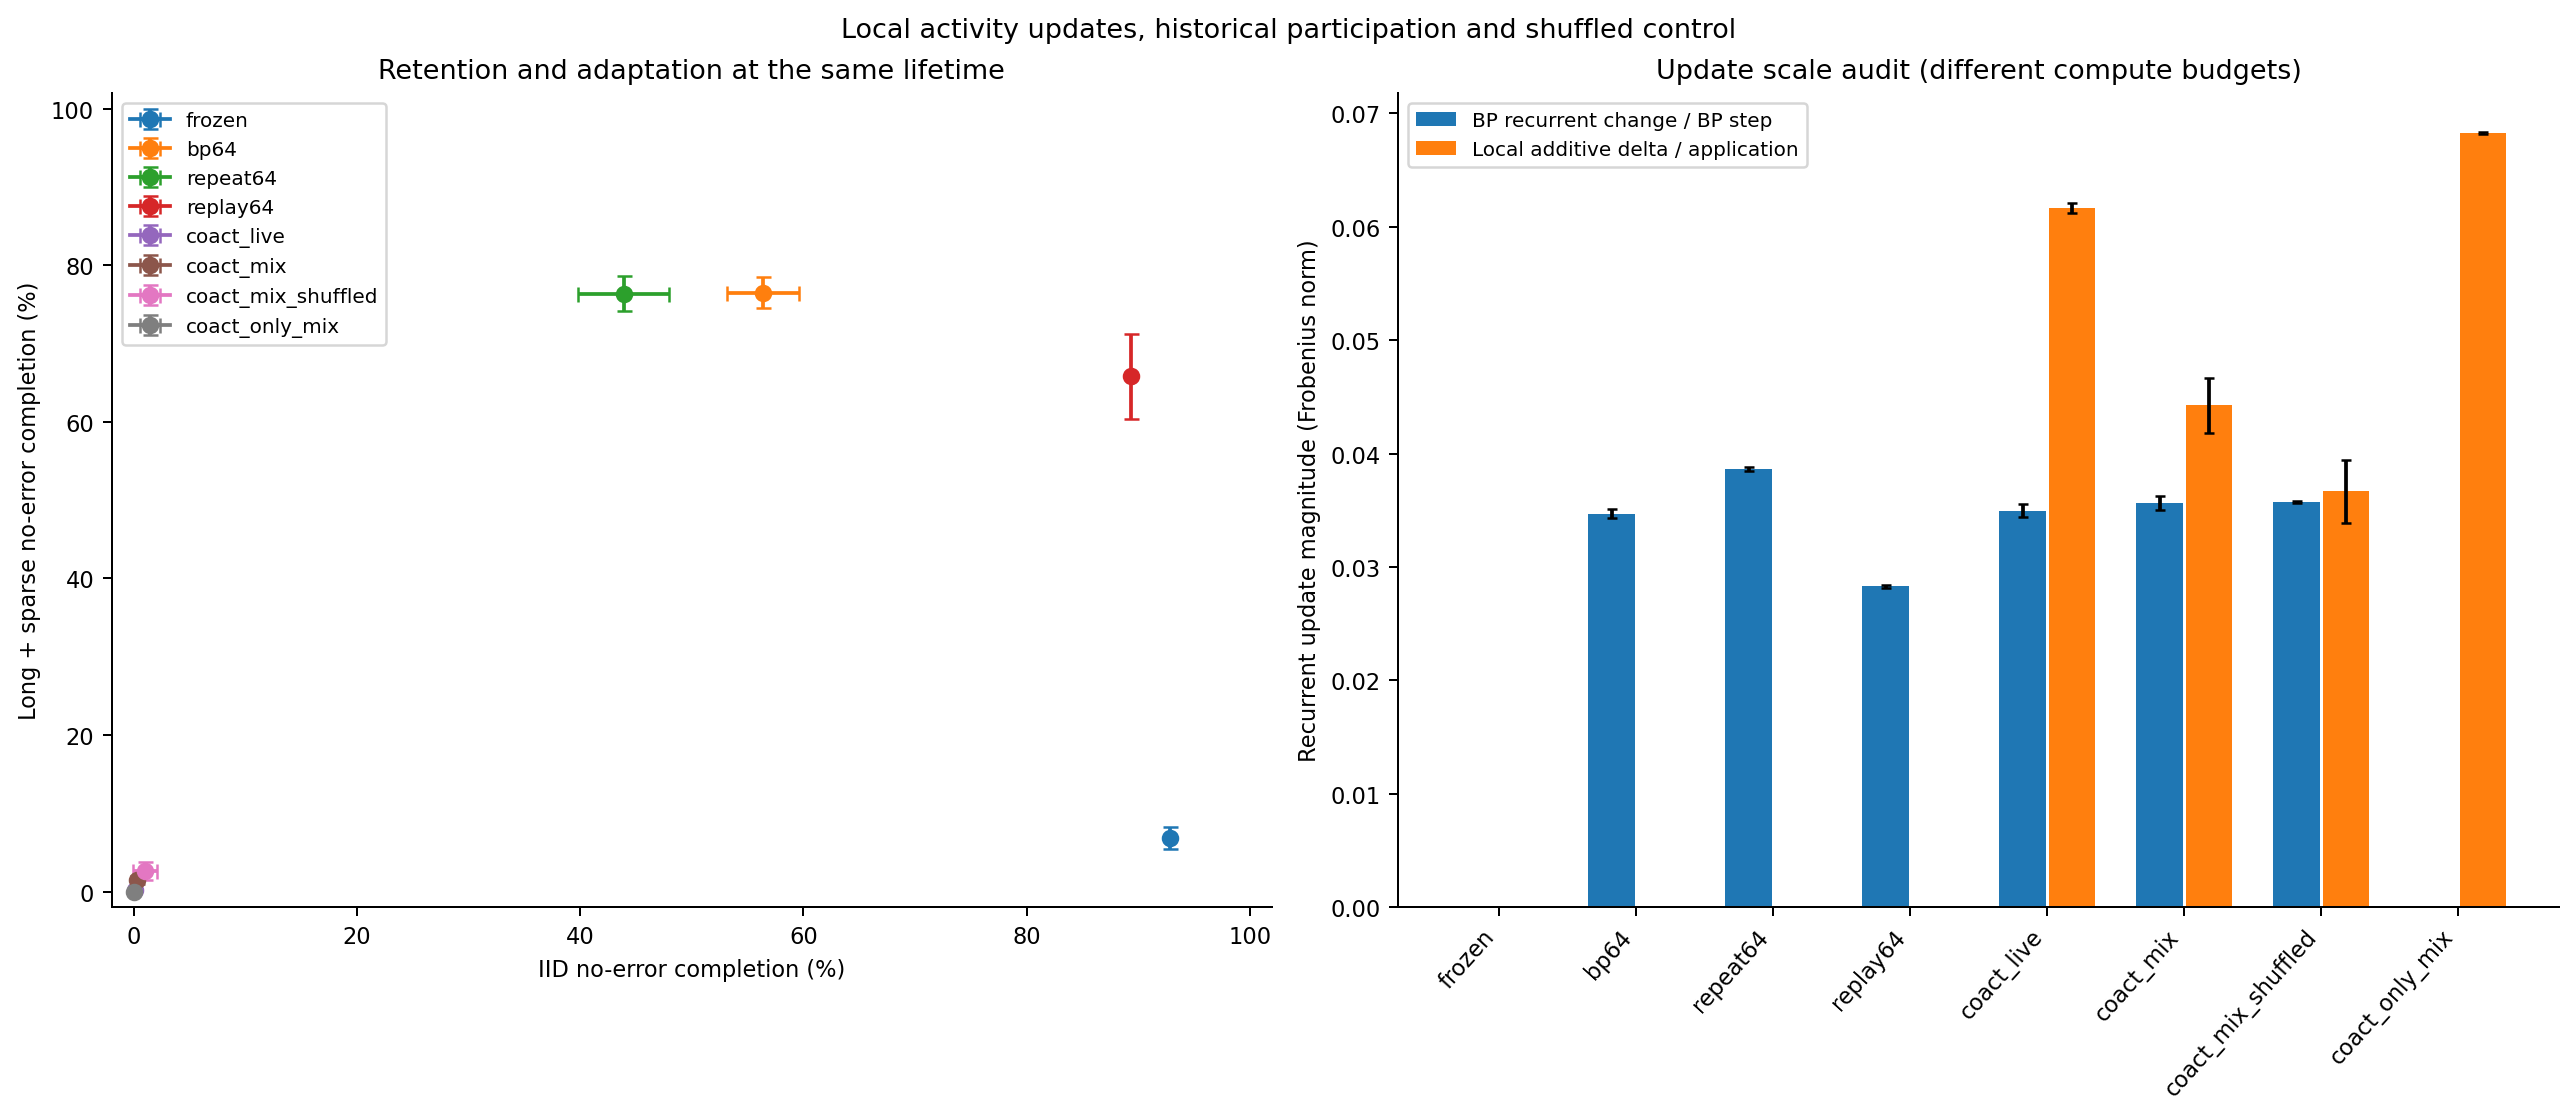 Local activity updates, historical participation and shuffled control
Retention and adaptation at the same lifetime
Long + sparse no-error completion (%)
100
80
60
40
20
0
frozen
bp64
repeat64
replay64
coact_live
coact_mix
coact_mix_shuffled
coact_only_mix
0
20
40
60
80
100
IID no-error completion (%)
Update scale audit (different compute budgets)
Recurrent update magnitude (Frobenius norm)
0.07
0.06
0.05
0.04
0.03
0.02
0.01
0.00
BP recurrent change / BP step
Local additive delta / application
frozen
bp64
repeat64
replay64
coact_live
coact_mix
coact_mix_shuffled
coact_only_mix